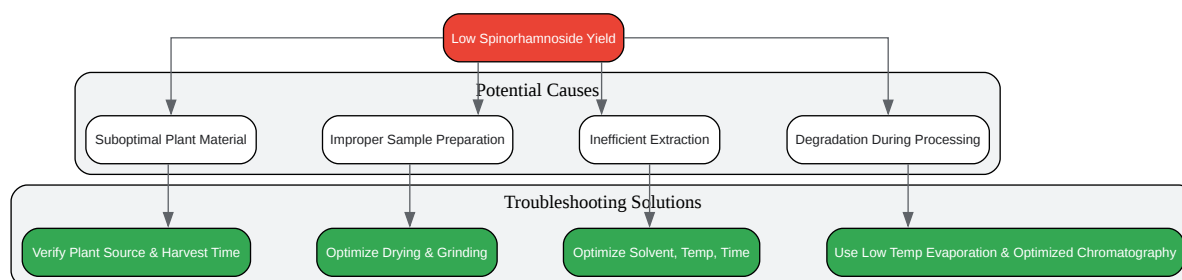 Low Spinorhamnoside Yield
Potential Causes
Suboptimal Plant Material
Improper Sample Preparation
Inefficient Extraction
Degradation During Processing
Troubleshooting Solutions
Verify Plant Source & Harvest Time
Optimize Drying & Grinding
Optimize Solvent, Temp, Time
Use Low Temp Evaporation & Optimized Chromatography